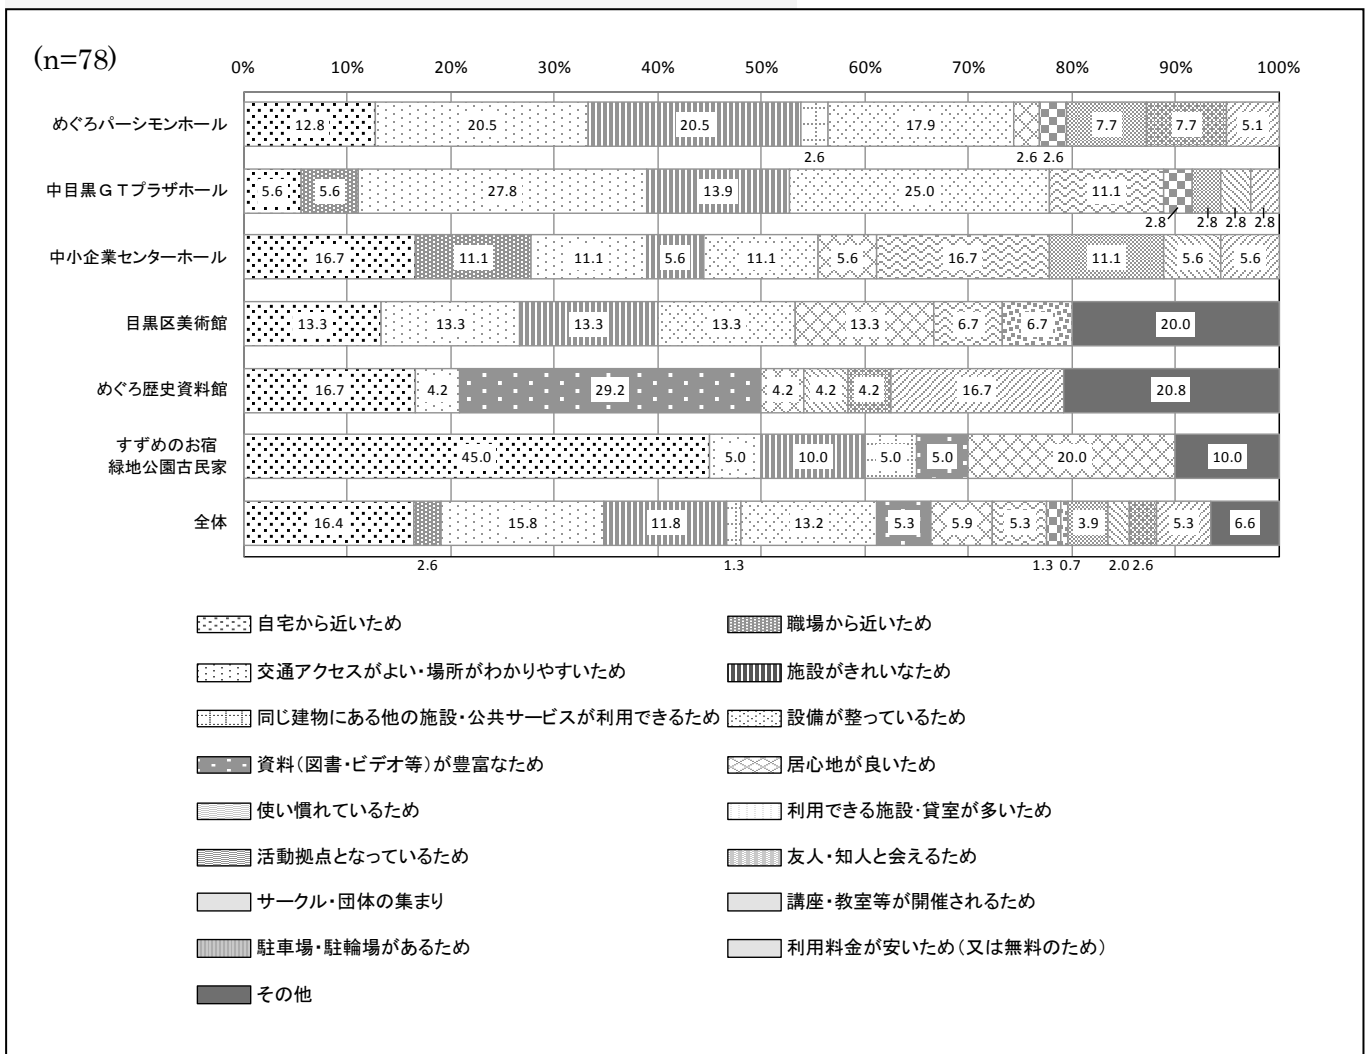 (n=78)
0% 10% 20% 30% 40% 50% 60% 70% 80% 90% 100%
めぐろパーシモンホール 12.8 20.5 20.5 17.9 7.7 7.7 5.1
2.6 2.6 2.6
中目黒GTプラザホール 5.6 5.6 27.8 13.9 25.0 11.1
2.8 2.8 2.8 2.8
中小企業センターホール 16.7 11.1 11.1 5.6 11.1 5.6 16.7 11.1 5.6 5.6
目黒区美術館 13.3 13.3 13.3 13.3 13.3 6.7 6.7 20.0
めぐろ歴史資料館 16.7 4.2 29.2 4.2 4.2 4.2 16.7 20.8
すずめのお宿
緑地公園古民家 45.0 5.0 10.0 5.0 5.0 20.0 10.0
全体 16.4 15.8 11.8 13.2 5.3 5.9 5.3 3.9 5.3 6.6
2.6 1.3 1.3 0.7 2.0 2.6
自宅から近いため 職場から近いため
交通アクセスがよい・場所がわかりやすいため 施設がきれいなため
同じ建物にある他の施設・公共サービスが利用できるため 設備が整っているため
資料(図書・ビデオ等)が豊富なため 居心地が良いため
使い慣れているため 利用できる施設・貸室が多いため
活動拠点となっているため 友人・知人と会えるため
サークル・団体の集まり 講座・教室等が開催されるため
駐車場・駐輪場があるため 利用料金が安いため(又は無料のため)
その他